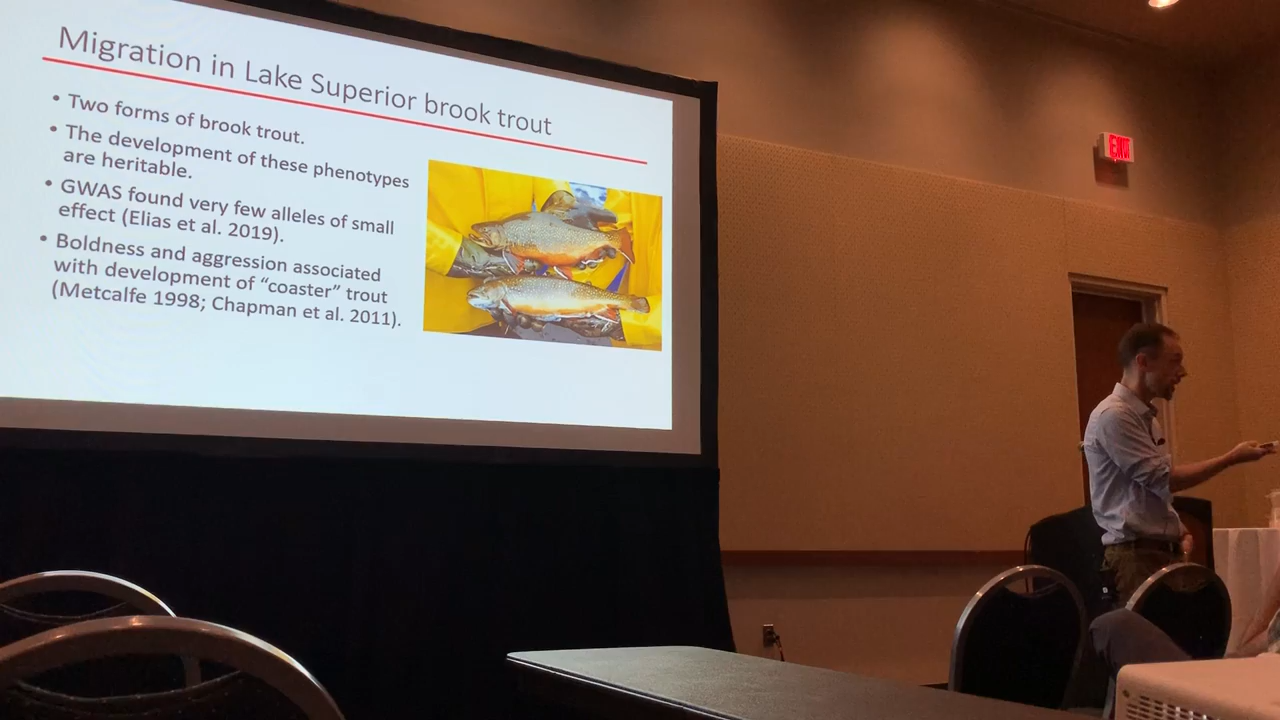 Migration in Lake Superior brook trout
• Two forms of brook trout.
• The development of these phenotypes
are heritable.
• GWAS found very few alleles of small
effect (Elias et al. 2019).
• Boldness and aggression associated
with development of “coaster” trout
(Metcalfe 1998; Chapman et al. 2011).
EXIT